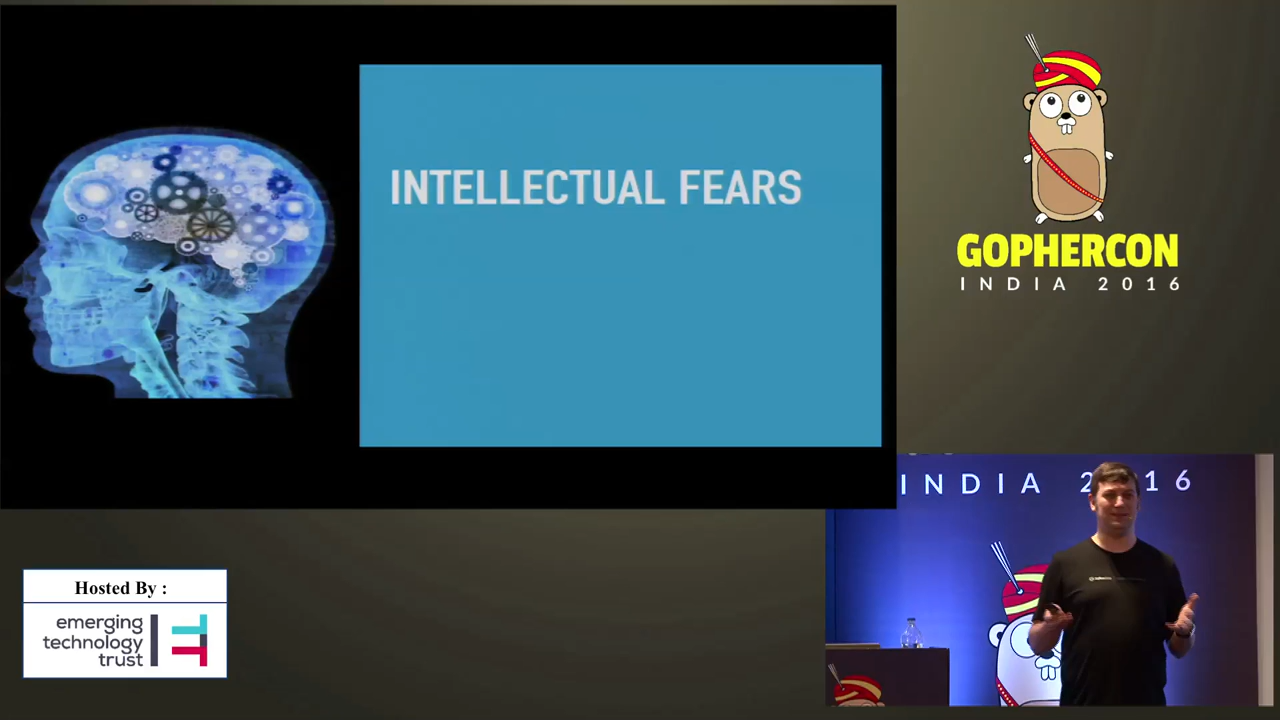 INTELLECTUAL FEARS
GOPHERCON
INDIA 2016
INDIA 2016
Hosted By :
emerging
technology
trust